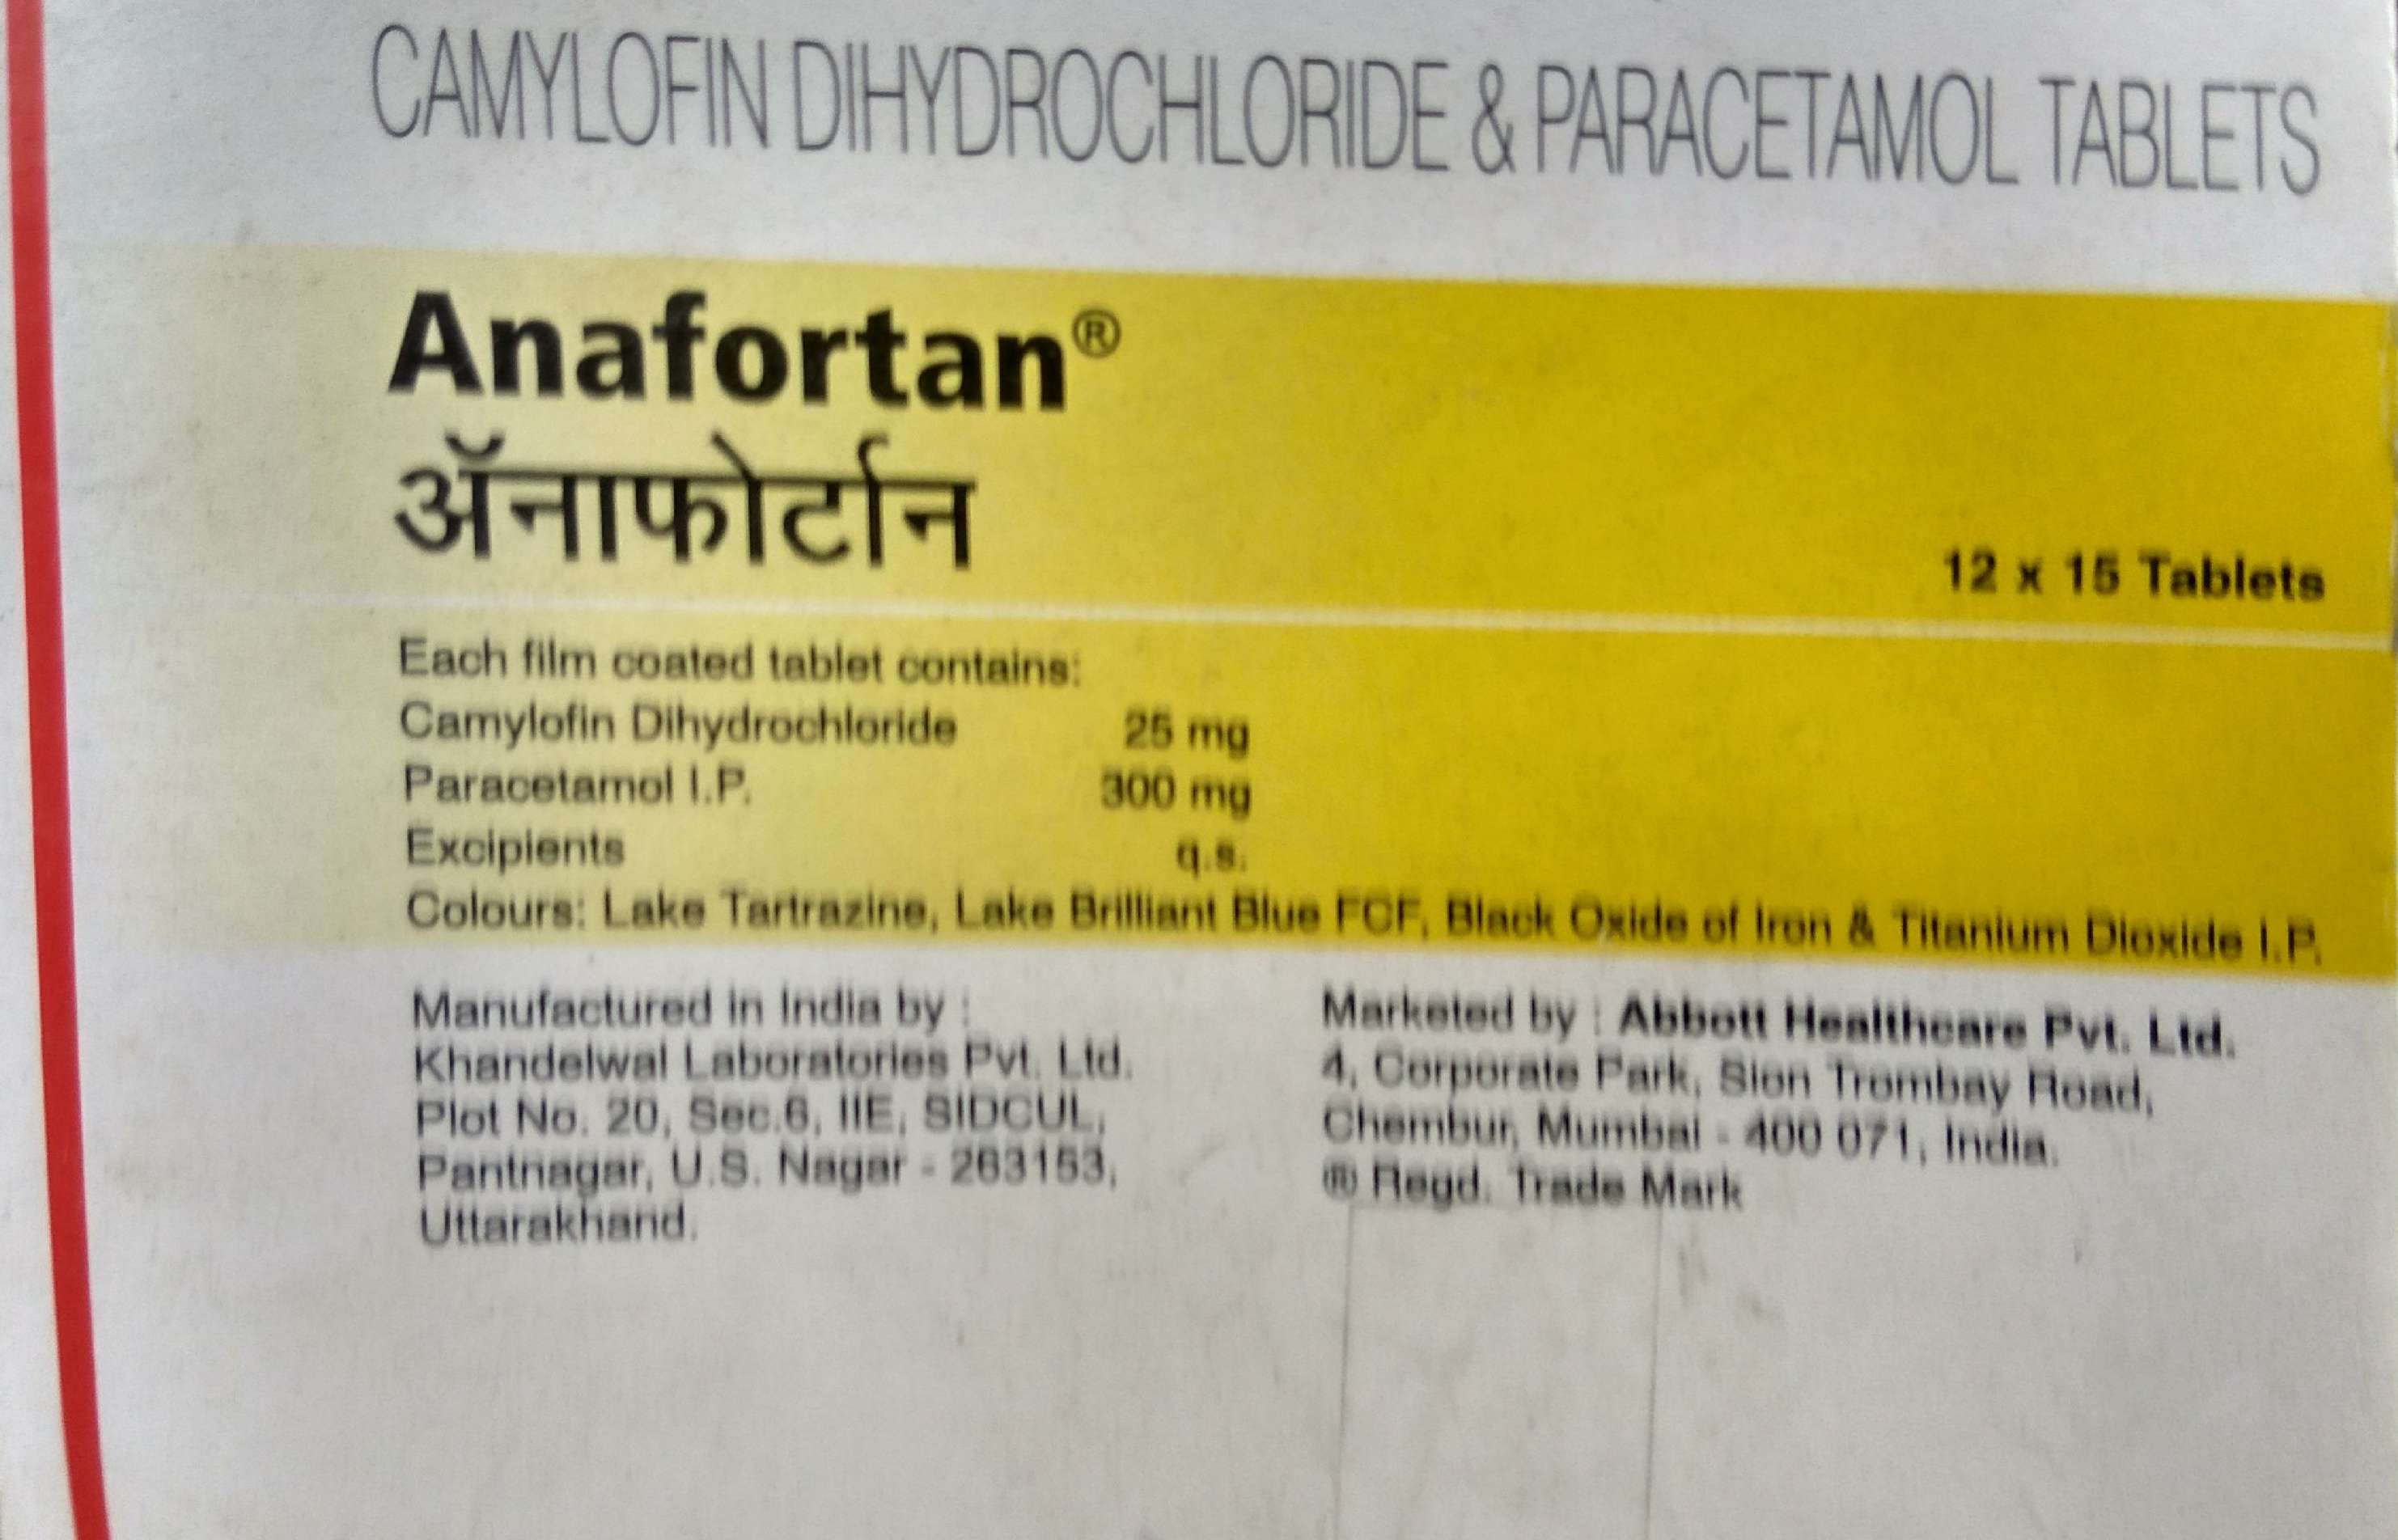 CAMYLOFIN DIHYDROCHLORIDE & PARACETAMOL TABLETS
Anafortan®
ॲनाफोर्टान
12 x 15 Tablets
Each film coated tablet contains:
Camylofin Dihydrochloride 25 mg
Paracetamol I.P. 300 mg
Excipients q.s.
Colours: Lake Tartrazine, Lake Brilliant Blue FCF, Black Oxide of Iron & Titanium Dioxide I.P.
Manufactured in India by :
Khandelwal Laboratories Pvt. Ltd.
Plot No. 20, Sec.6, IIE, SIDCUL,
Pantnagar, U.S. Nagar - 263153,
Uttarakhand.
Marketed by : Abbott Healthcare Pvt. Ltd.
4, Corporate Park, Sion Trombay Road,
Chembur, Mumbai - 400 071, India.
® Regd. Trade Mark